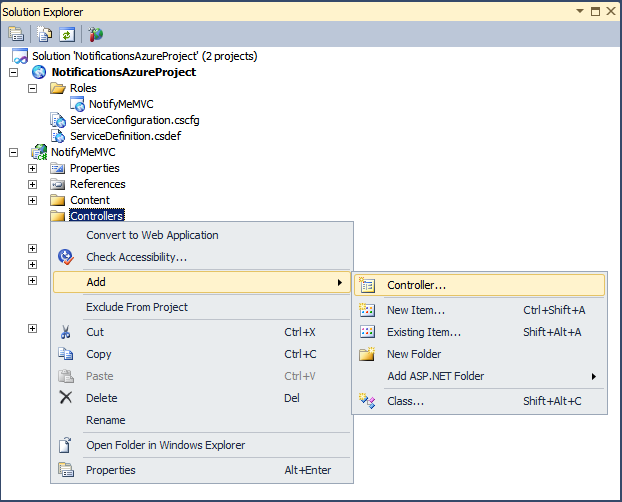 Solution Explorer
Solution 'NotificationsAzureProject' (2 projects)
NotificationsAzureProject
Roles
NotifyMeMVC
ServiceConfiguration.cscfg
ServiceDefinition.csdef
NotifyMeMVC
Properties
References
Content
Controllers
Convert to Web Application
Check Accessibility...
Add
Exclude From Project
Cut Ctrl+X
Copy Ctrl+C
Paste Ctrl+V
Delete Del
Rename
Open Folder in Windows Explorer
Properties Alt+Enter
Controller...
New Item... Ctrl+Shift+A
Existing Item... Shift+Alt+A
New Folder
Add ASP.NET Folder
Class... Shift+Alt+C